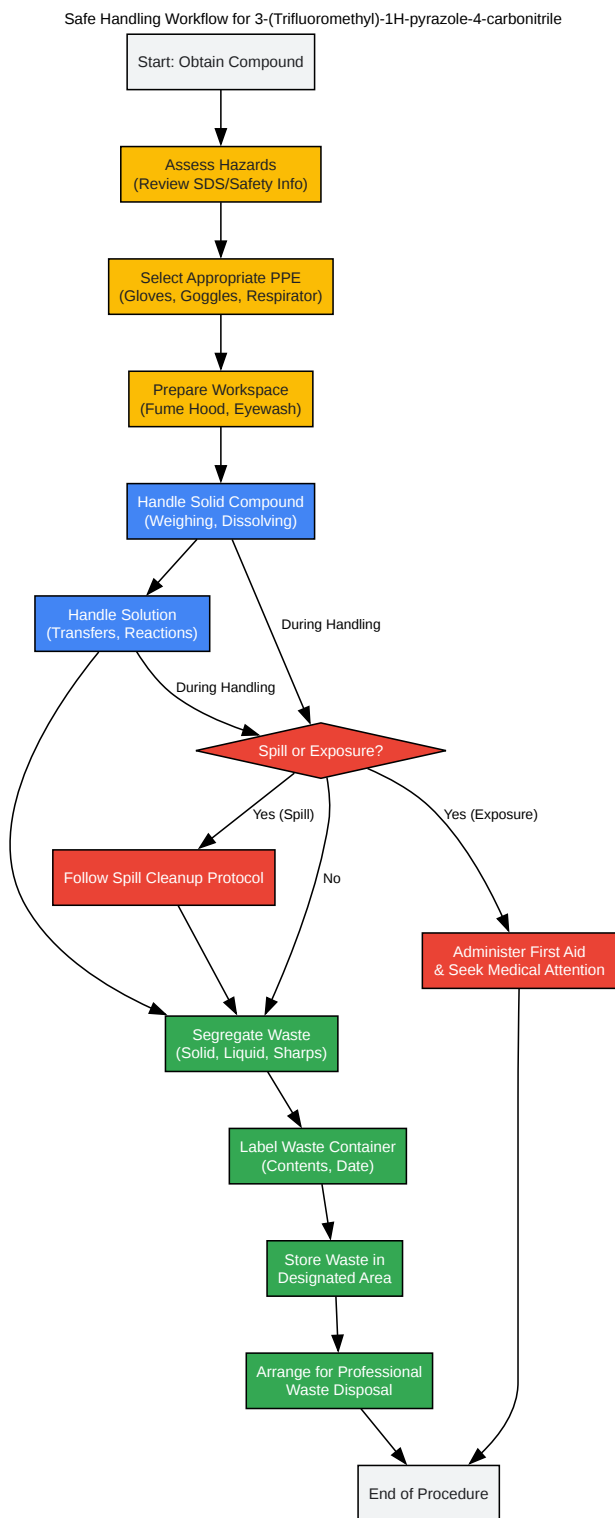 Safe Handling Workflow for 3-(Trifluoromethyl)-1H-pyrazole-4-carbonitrile
Start: Obtain Compound
Assess Hazards
(Review SDS/Safety Info)
Select Appropriate PPE
(Gloves, Goggles, Respirator)
Prepare Workspace
(Fume Hood, Eyewash)
Handle Solid Compound
(Weighing, Dissolving)
Handle Solution
(Transfers, Reactions)
During Handling
During Handling
Spill or Exposure?
Yes (Spill)
Yes (Exposure)
Follow Spill Cleanup Protocol
No
Administer First Aid
& Seek Medical Attention
Segregate Waste
(Solid, Liquid, Sharps)
Label Waste Container
(Contents, Date)
Store Waste in
Designated Area
Arrange for Professional
Waste Disposal
End of Procedure